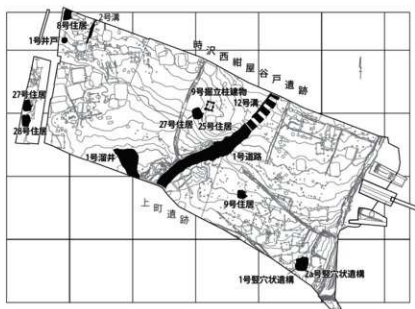 2号溝
8号住居
1号井戸
時沢西紺屋谷戸遺跡
9号掘立柱建物
12号溝
27号住居
28号住居
27号住居
25号住居
1号溜井
1号道路
上町遺跡
9号住居
1号竪穴状遺構
2a号竪穴状遺構